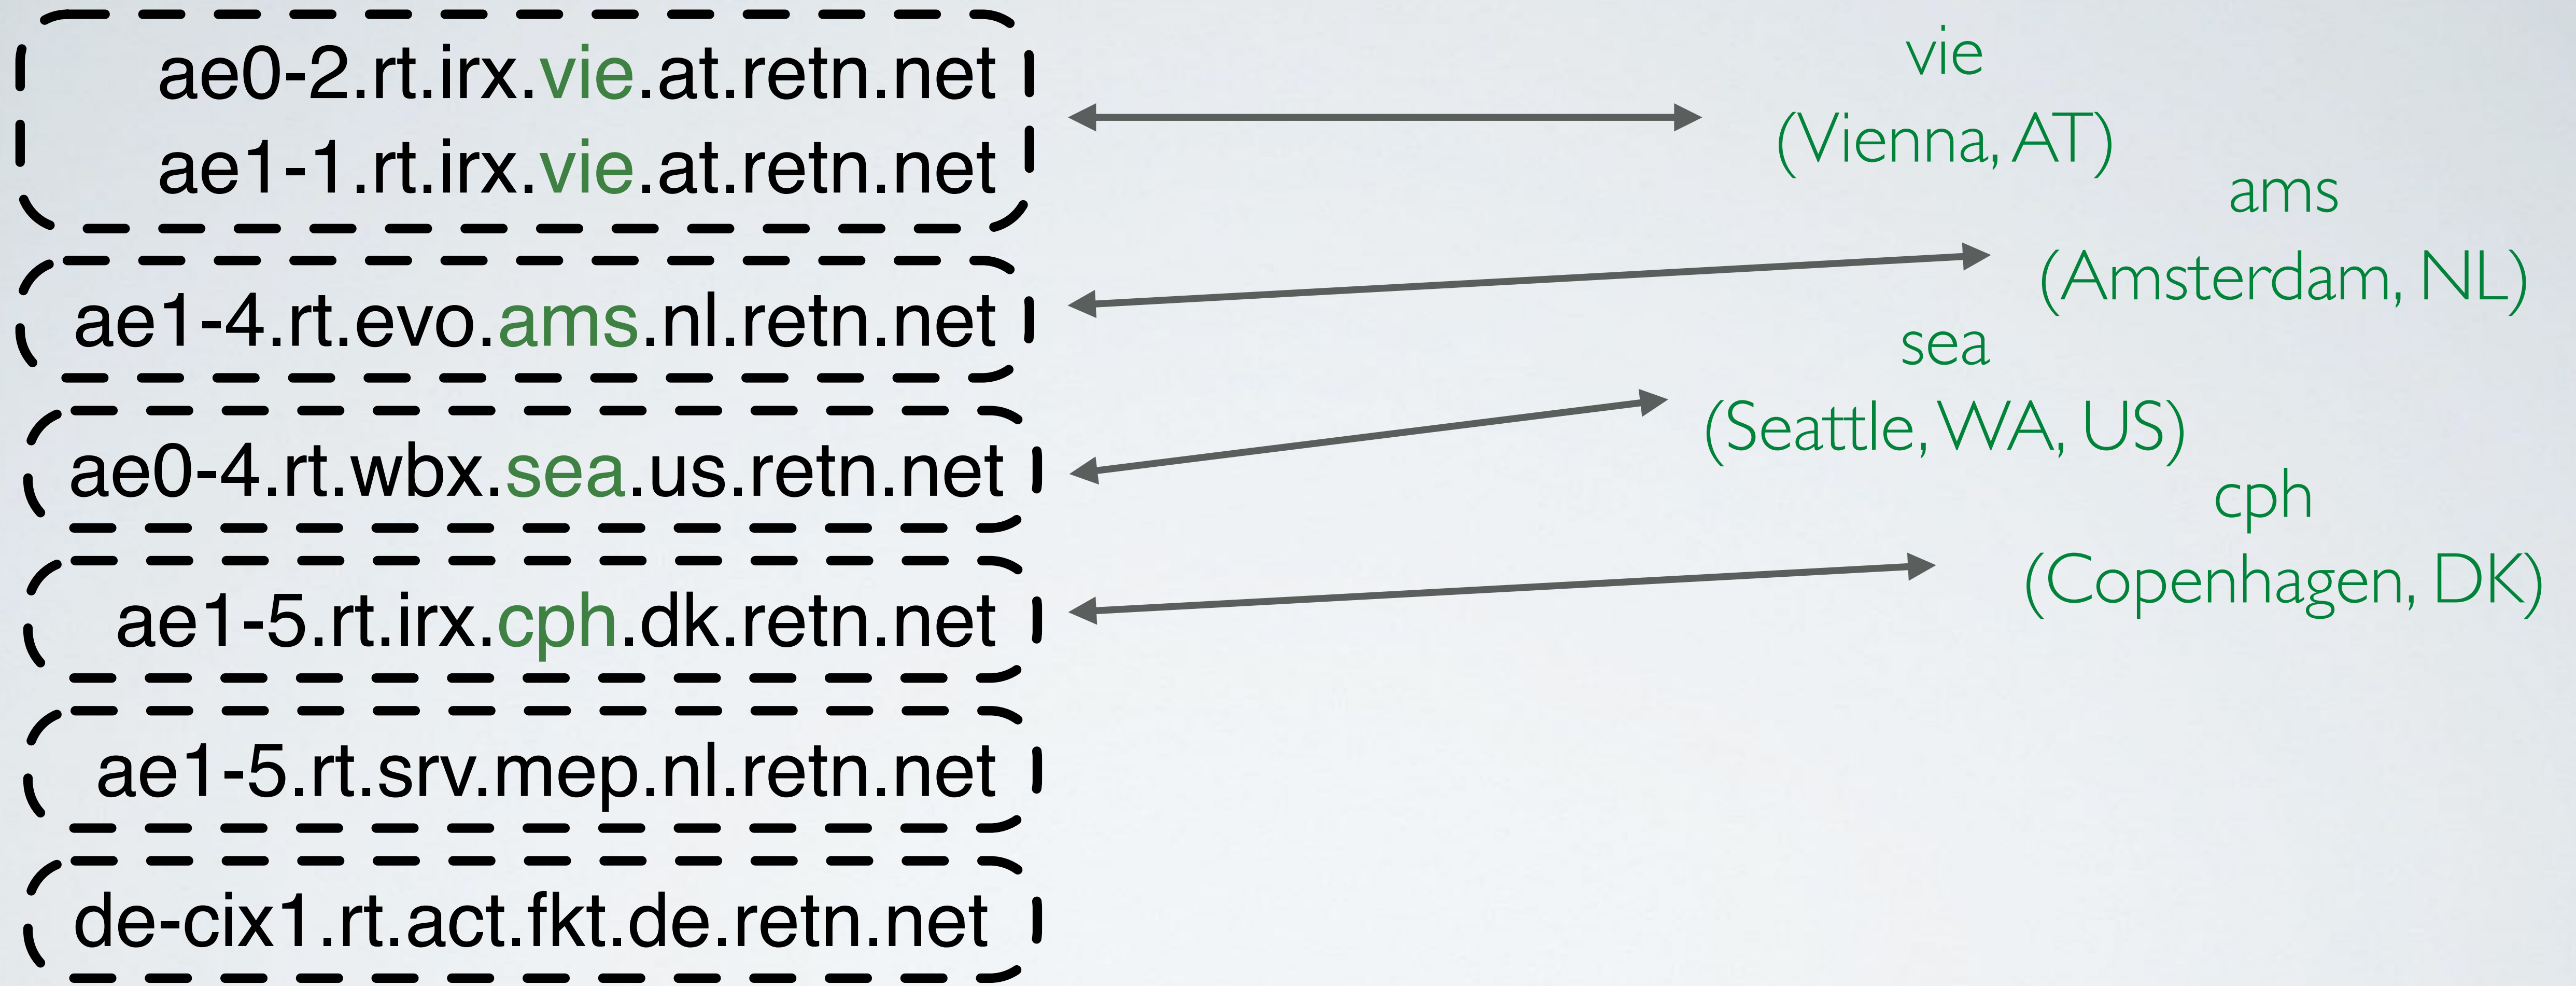 ae0-2.rt.irx.vie.at.retn.net
ae1-1.rt.irx.vie.at.retn.net
ae1-4.rt.evo.ams.nl.retn.net
ae0-4.rt.wbx.sea.us.retn.net
ae1-5.rt.irx.cph.dk.retn.net
ae1-5.rt.srv.mep.nl.retn.net
de-cix1.rt.act.fkt.de.retn.net
vie
(Vienna, AT)
ams
(Amsterdam, NL)
sea
(Seattle, WA, US)
cph
(Copenhagen, DK)